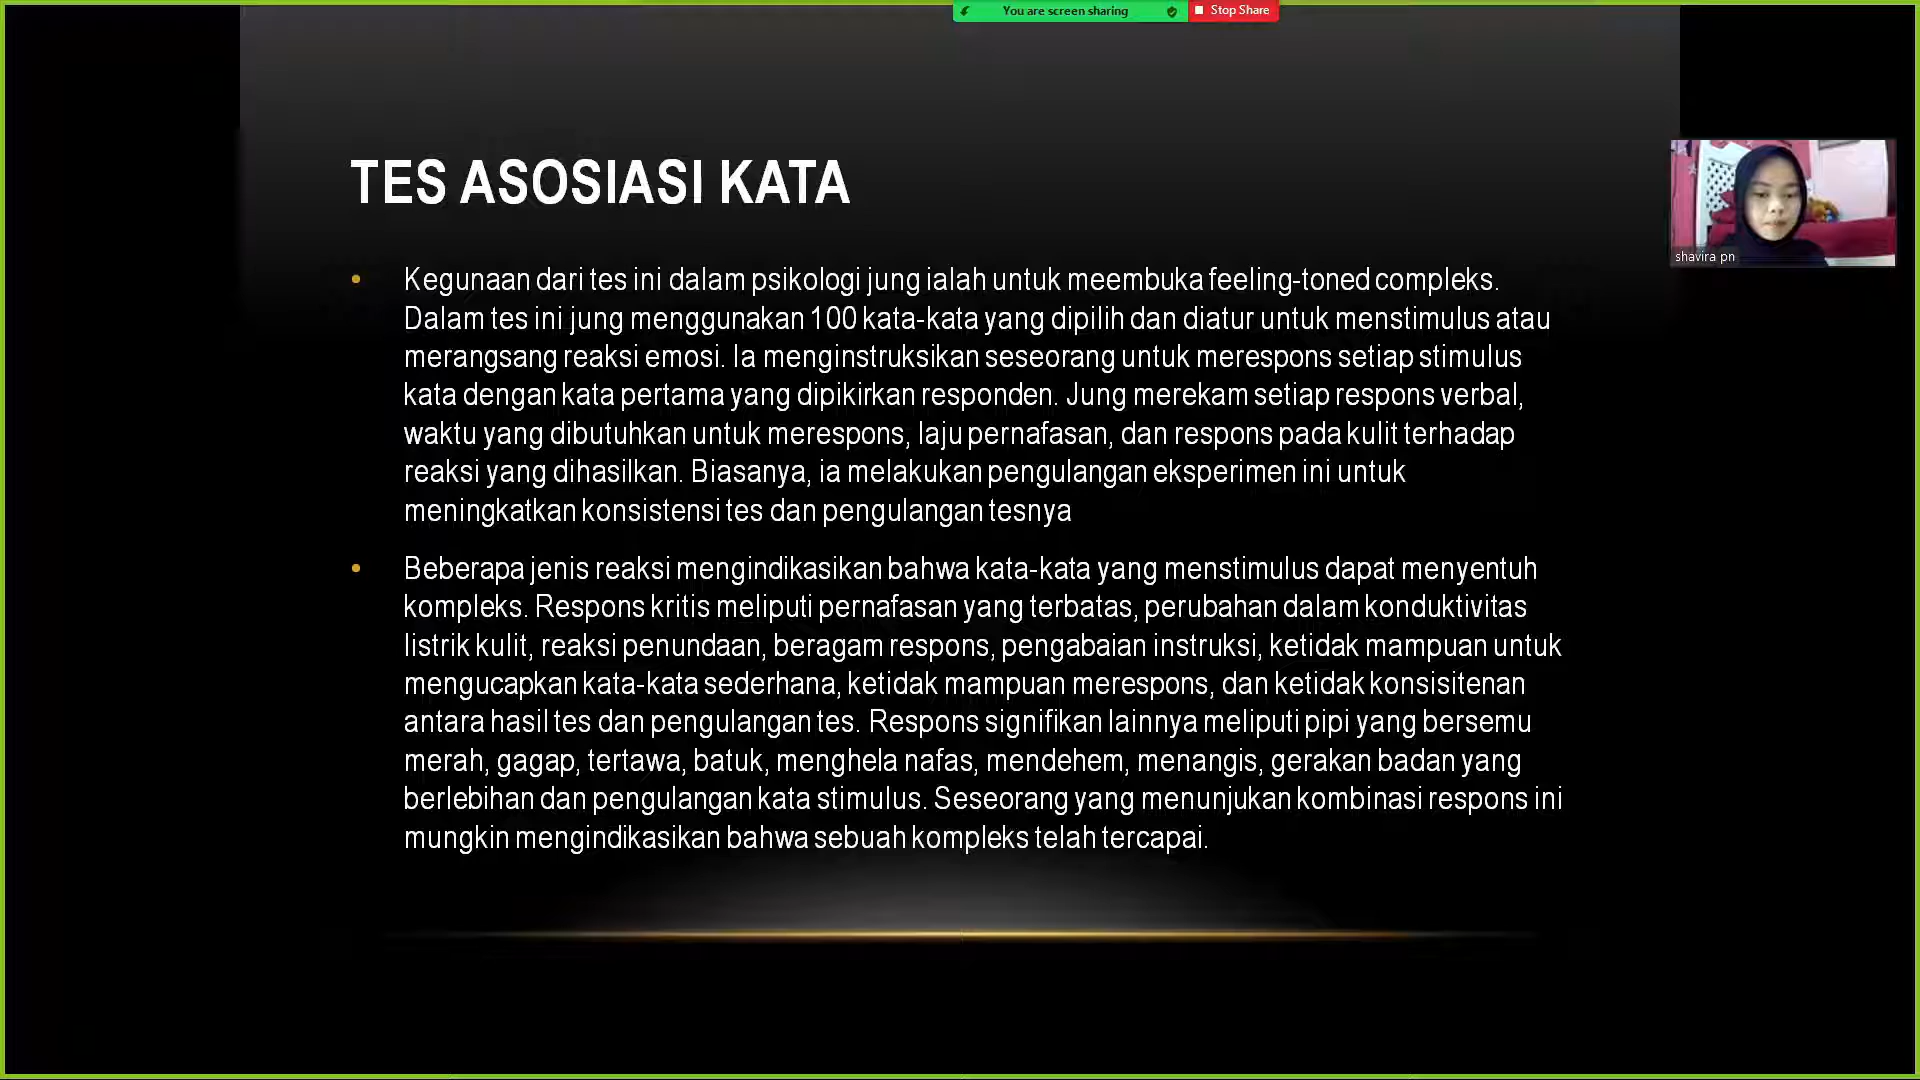 You are screen sharing
Stop Share
TES ASOSIASI KATA
shavira pn
• Kegunaan dari tes ini dalam psikologi jung ialah untuk meembuka feeling-toned compleks.
Dalam tes ini jung menggunakan 100 kata-kata yang dipilih dan diatur untuk menstimulus atau
merangsang reaksi emosi. Ia menginstruksikan seseorang untuk merespons setiap stimulus
kata dengan kata pertama yang dipikirkan responden. Jung merekam setiap respons verbal,
waktu yang dibutuhkan untuk merespons, laju pernafasan, dan respons pada kulit terhadap
reaksi yang dihasilkan. Biasanya, ia melakukan pengulangan eksperimen ini untuk
meningkatkan konsistensi tes dan pengulangan tesnya
• Beberapa jenis reaksi mengindikasikan bahwa kata-kata yang menstimulus dapat menyentuh
kompleks. Respons kritis meliputi pernafasan yang terbatas, perubahan dalam konduktivitas
listrik kulit, reaksi penundaan, beragam respons, pengabaian instruksi, ketidak mampuan untuk
mengucapkan kata-kata sederhana, ketidak mampuan merespons, dan ketidak konsisitenan
antara hasil tes dan pengulangan tes. Respons signifikan lainnya meliputi pipi yang bersemu
merah, gagap, tertawa, batuk, menghela nafas, mendehem, menangis, gerakan badan yang
berlebihan dan pengulangan kata stimulus. Seseorang yang menunjukan kombinasi respons ini
mungkin mengindikasikan bahwa sebuah kompleks telah tercapai.